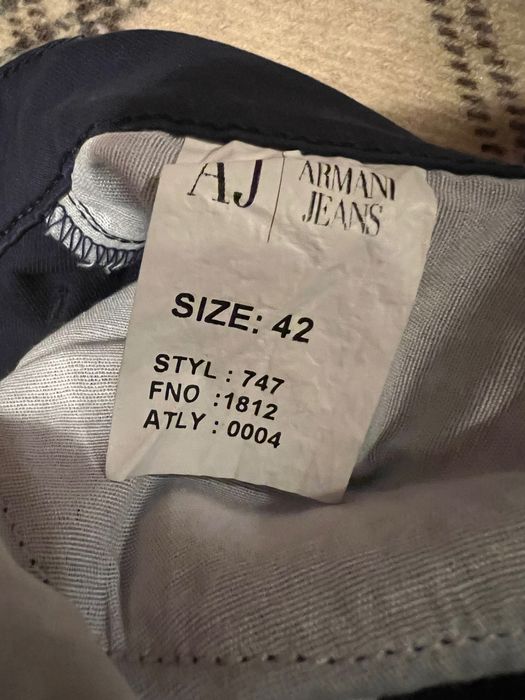 AJ
ARMANI
JEANS
SIZE: 42
STYL : 747
FNO :1812
ATLY : 0004